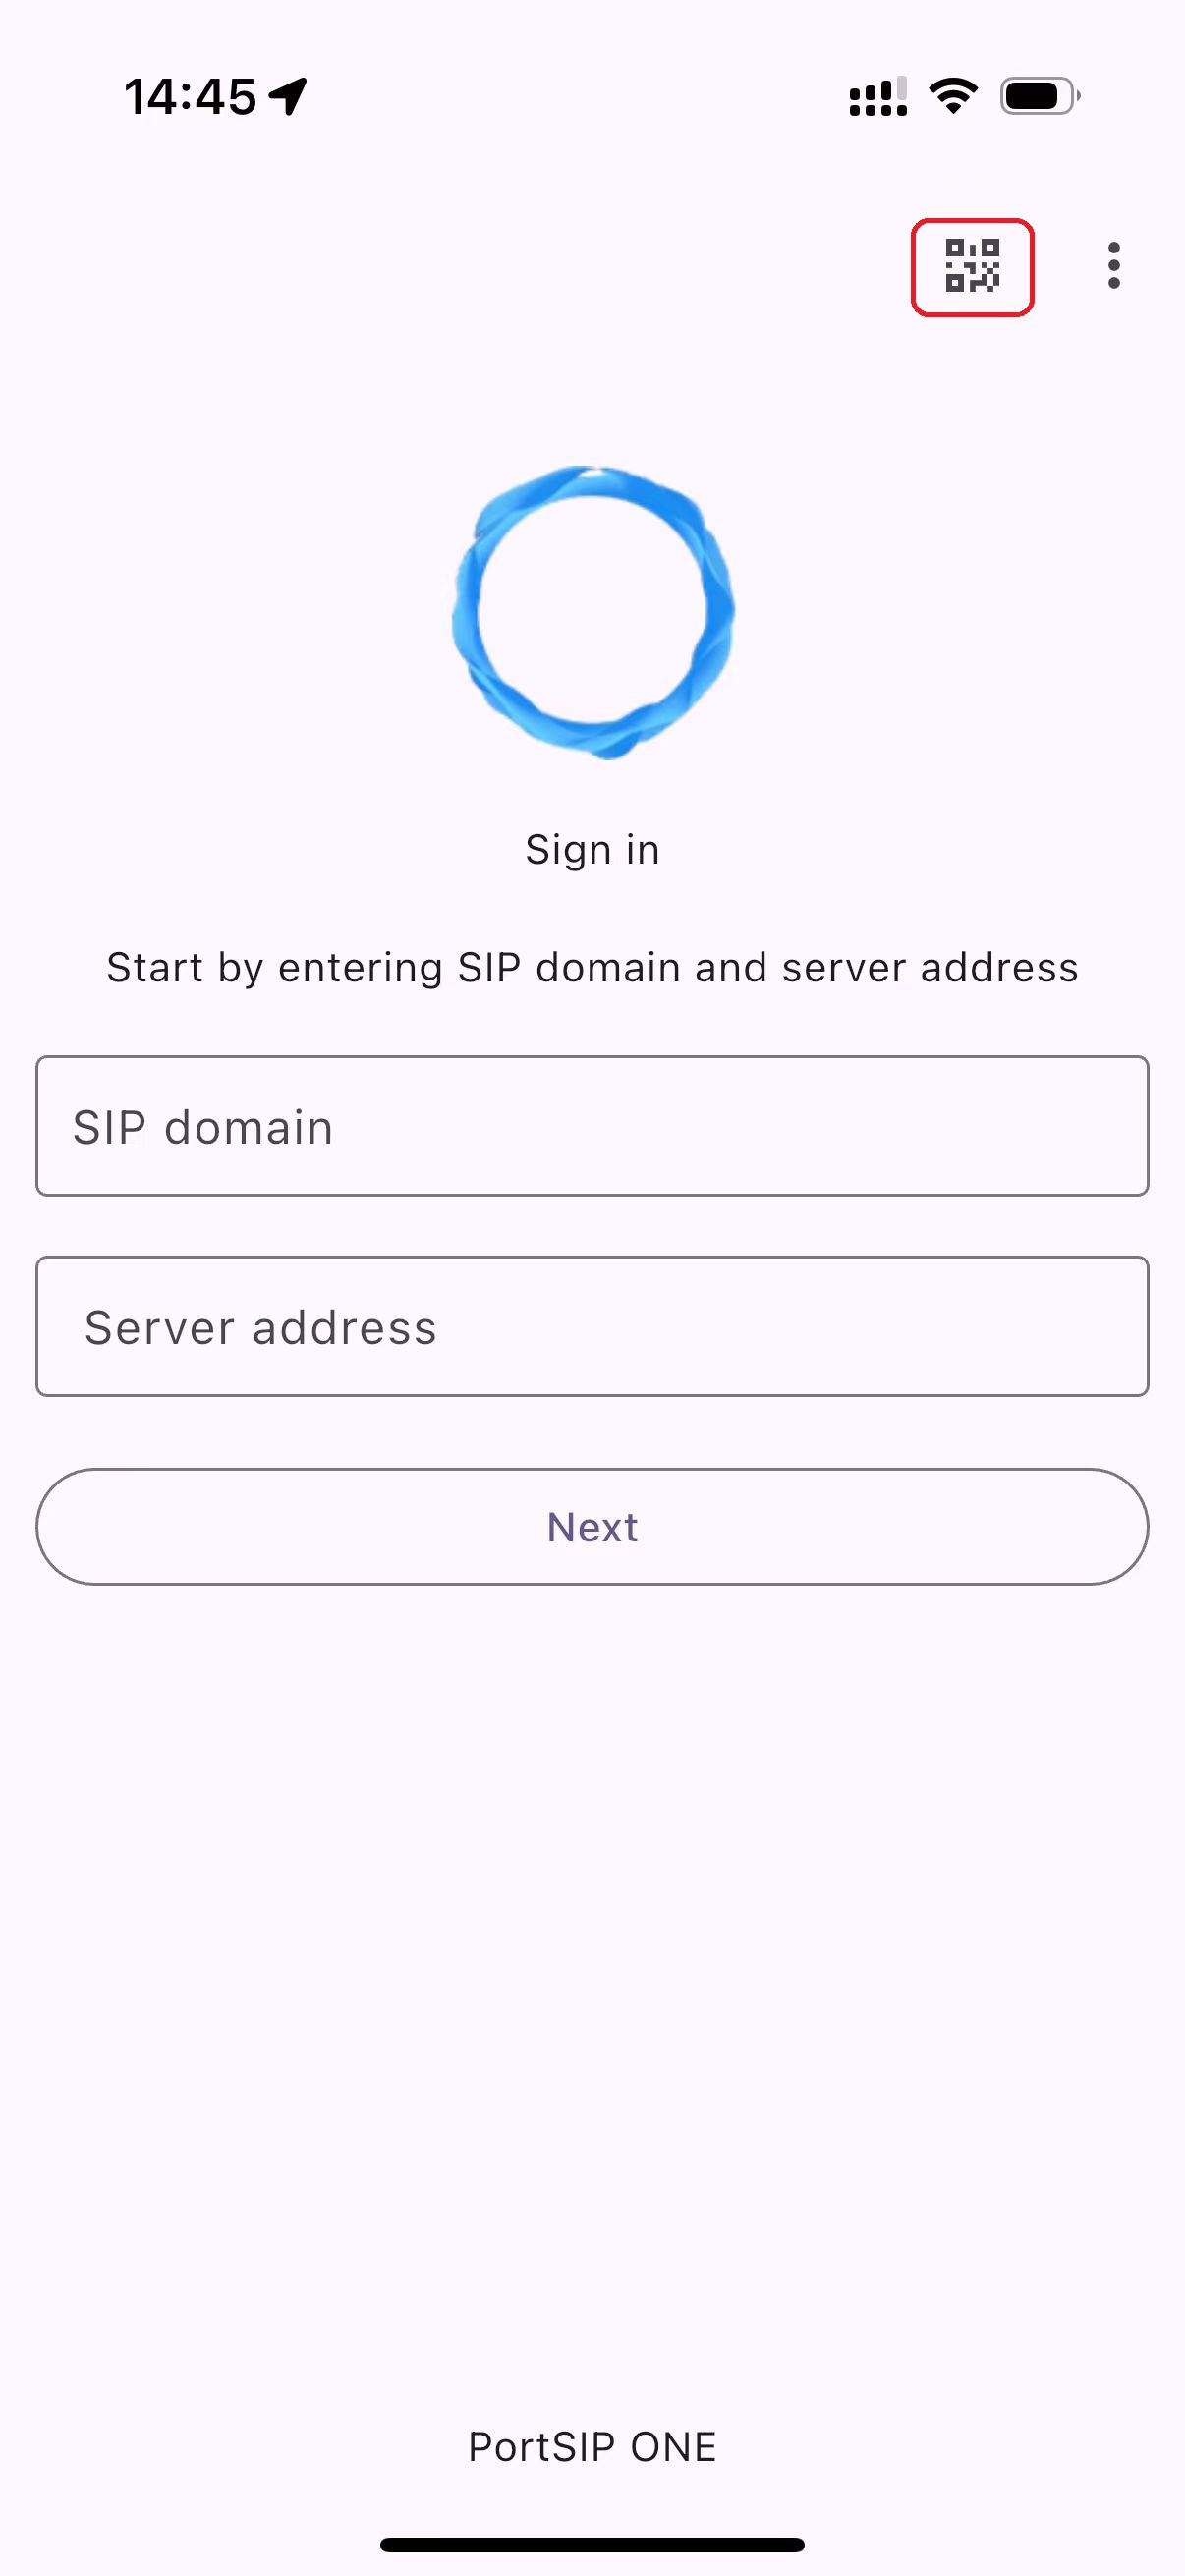 14:45
Sign in
Start by entering SIP domain and server address
SIP domain
Server address
Next
PortSIP ONE